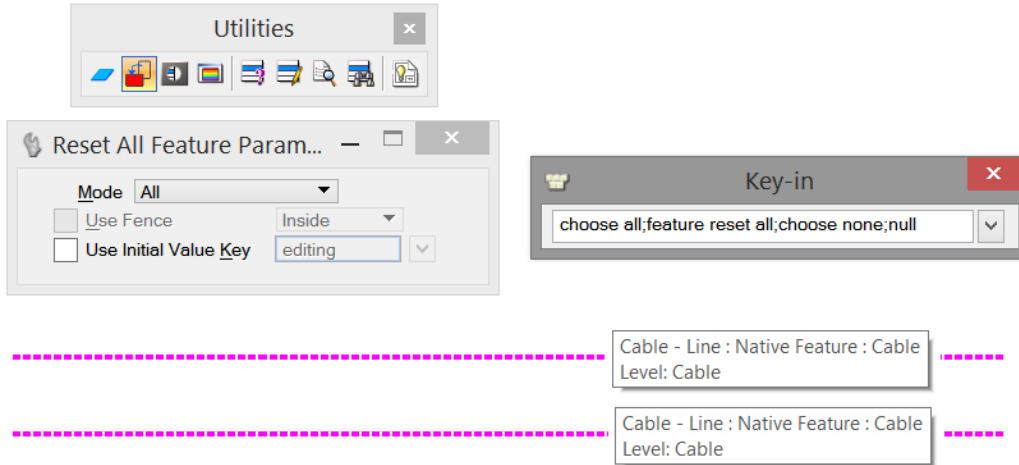 Utilities
Reset All Feature Param...
Mode All
Use Fence Inside
Use Initial Value Key editing
Key-in
choose all;feature reset all;choose none;null
Cable - Line : Native Feature : Cable
Level: Cable
Cable - Line : Native Feature : Cable
Level: Cable